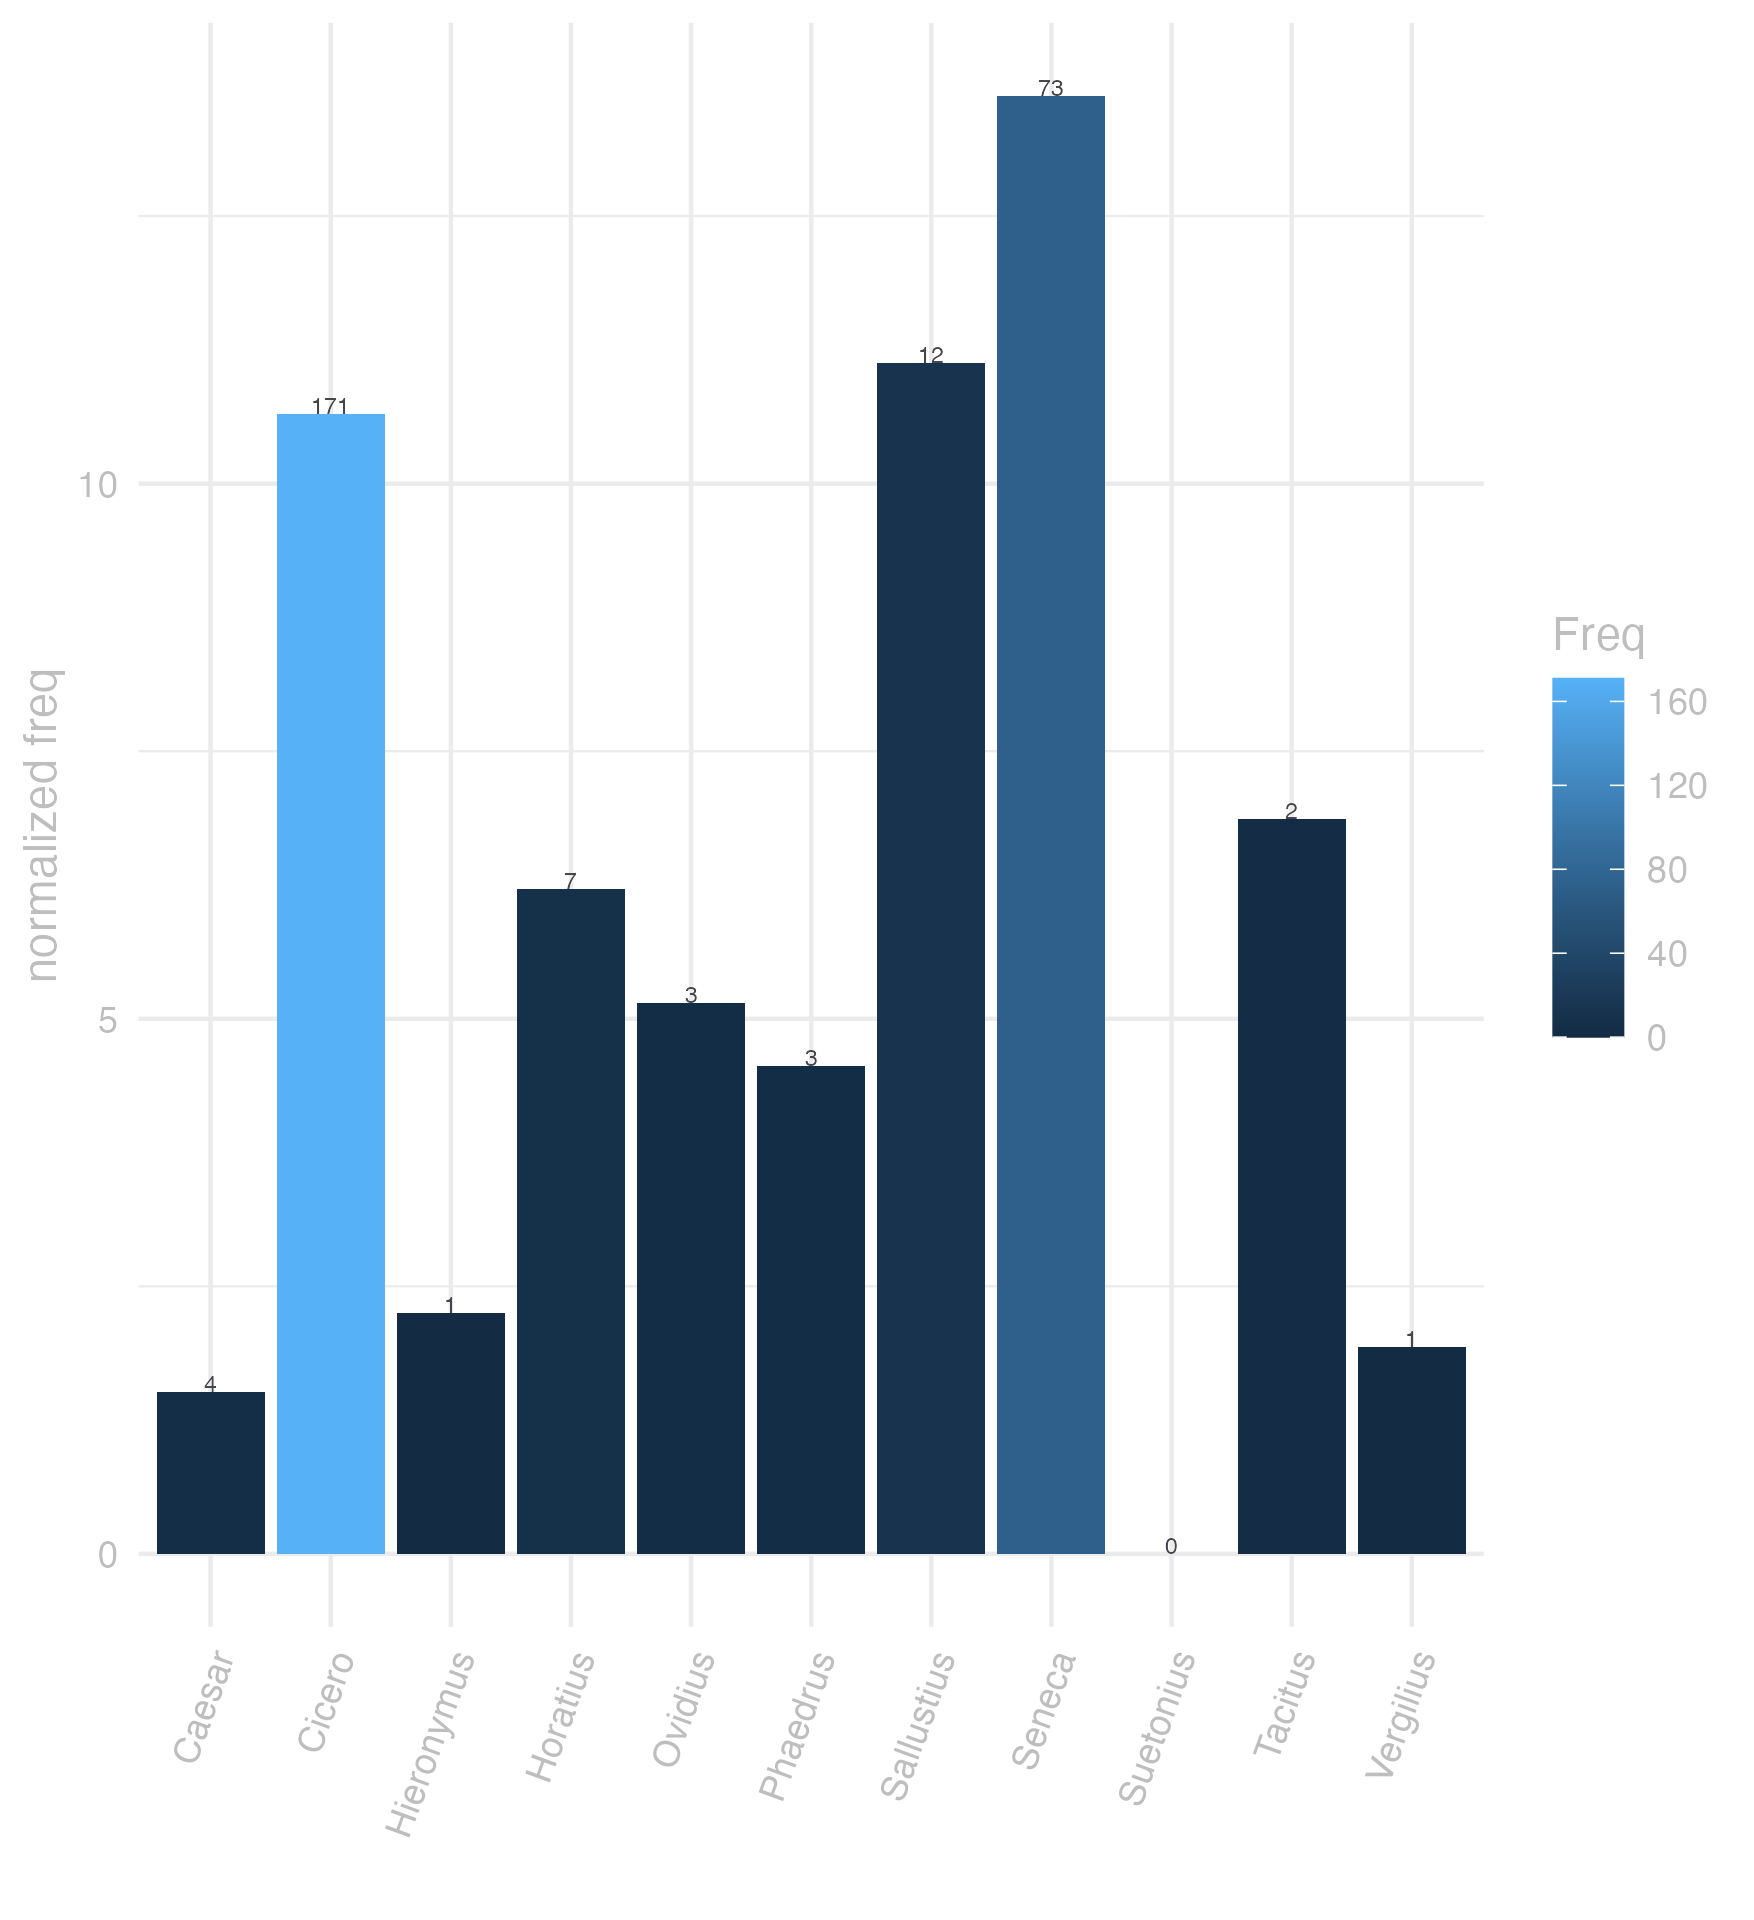 73
12
171
10
normalized freq
Freq
160
120
80
40
0
2
7
3
5
3
1
1
4
0
0
Caesar
Cicero
Hieronymus
Horatius
Ovidius
Phaedrus
Sallustius
Seneca
Suetonius
Tacitus
Vergilius